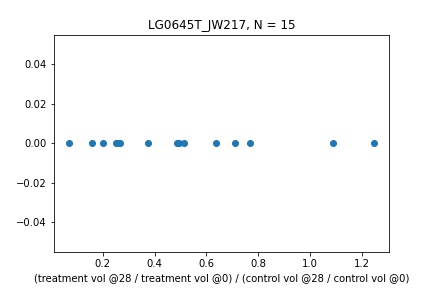 LG0645T_JW217, N = 15
0.04
0.02
0.00
−0.02
−0.04
0.2 0.4 0.6 0.8 1.0 1.2
(treatment vol @28 / treatment vol @0) / (control vol @28 / control vol @0)